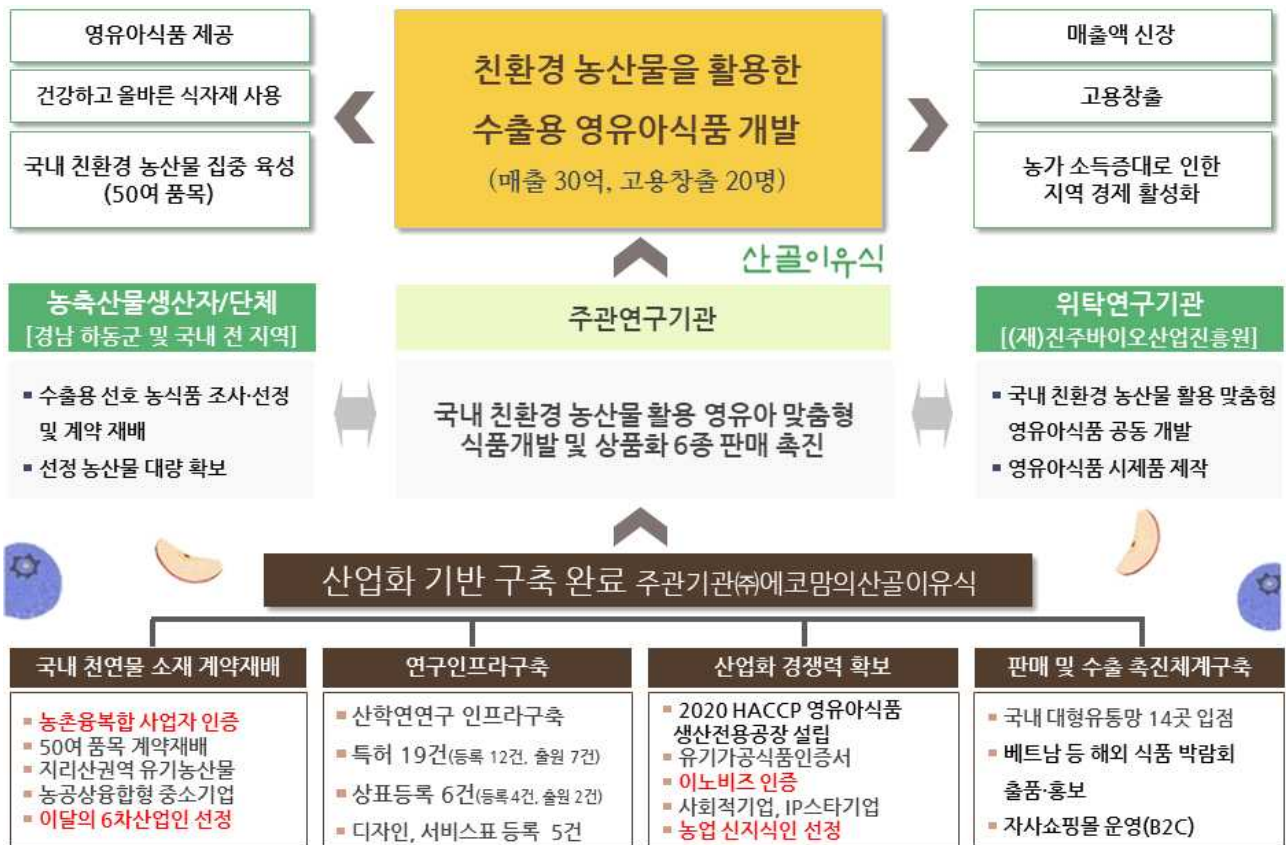 영유아식품 제공
건강하고 올바른 식자재 사용
국내 친환경 농산물 집중 육성
(50여 품목)
친환경 농산물을 활용한
수출용 영유아식품 개발
(매출 30억, 고용창출 20명)
매출액 신장
고용창출
농가 소득증대로 인한
지역 경제 활성화
산골이유식
농축산물생산자/단체
[경남 하동군 및 국내 전 지역]
▪ 수출용 선호 농식품 조사·선정
및 계약 재배
▪ 선정 농산물 대량 확보
주관연구기관
국내 친환경 농산물 활용 영유아 맞춤형
식품개발 및 상품화 6종 판매 촉진
위탁연구기관
[(재)진주바이오산업진흥원]
▪ 국내 친환경 농산물 활용 맞춤형
영유아식품 공동 개발
▪ 영유아식품 시제품 제작
산업화 기반 구축 완료 주관기관㈜에코맘의산골이유식
국내 천연물 소재 계약재배
▪ 농촌융복합 사업자 인증
▪ 50여 품목 계약재배
▪ 지리산권역 유기농산물
▪ 농공상융합형 중소기업
▪ 이달의 6차산업인 선정
연구인프라구축
▪ 산학연연구 인프라구축
▪ 특허 19건(등록 12건, 출원 7건)
▪ 상표등록 6건(등록4건, 출원 2건)
▪ 디자인, 서비스표 등록 5건
산업화 경쟁력 확보
▪ 2020 HACCP 영유아식품
생산전용공장 설립
▪ 유기가공식품인증서
▪ 이노비즈 인증
▪ 사회적기업, IP스타기업
▪ 농업 신지식인 선정
판매 및 수출 촉진체계구축
▪ 국내 대형유통망 14곳 입점
▪ 베트남 등 해외 식품 박람회
출품·홍보
▪ 자사쇼핑몰 운영(B2C)